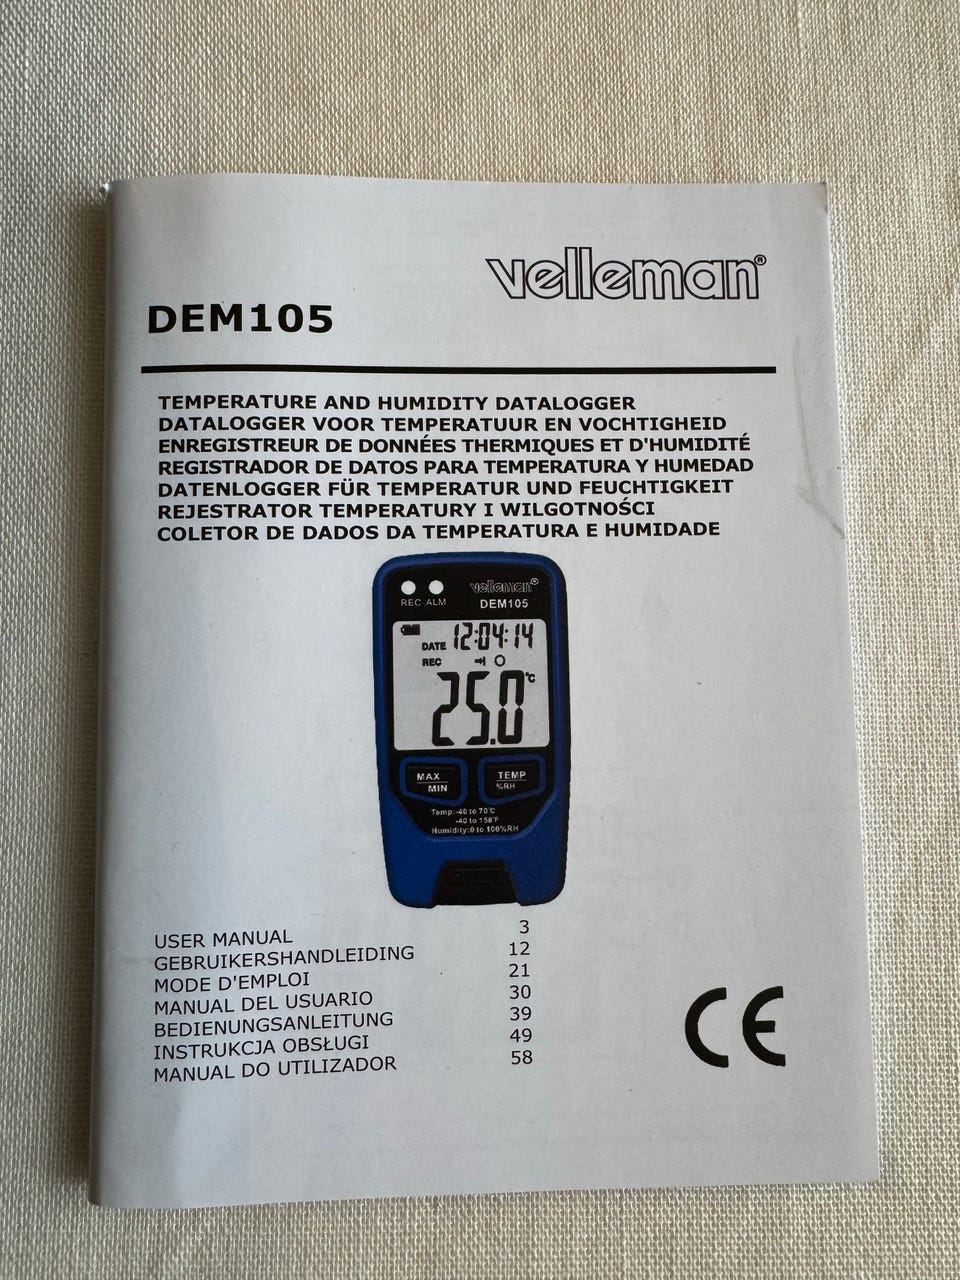 velleman®
DEM105
TEMPERATURE AND HUMIDITY DATALOGGER
DATALOGGER VOOR TEMPERATUUR EN VOCHTIGHEID
ENREGISTREUR DE DONNÉES THERMIQUES ET D'HUMIDITÉ
REGISTRADOR DE DATOS PARA TEMPERATURA Y HUMEDAD
DATENLOGGER FÜR TEMPERATUR UND FEUCHTIGKEIT
REJESTRATOR TEMPERATURY I WILGOTNOŚCI
COLETOR DE DADOS DA TEMPERATURA E HUMIDADE
velleman®
REC ALM DEM105
DATE 12:04:14
REC
25.0 °C
MAX
MIN
TEMP
%RH
Temp:-40 to 70°C
-40 to 158°F
Humidity:0 to 100%RH
USER MANUAL 3
GEBRUIKERSHANDLEIDING 12
MODE D'EMPLOI 21
MANUAL DEL USUARIO 30
BEDIENUNGSANLEITUNG 39
INSTRUKCJA OBSŁUGI 49
MANUAL DO UTILIZADOR 58
CE